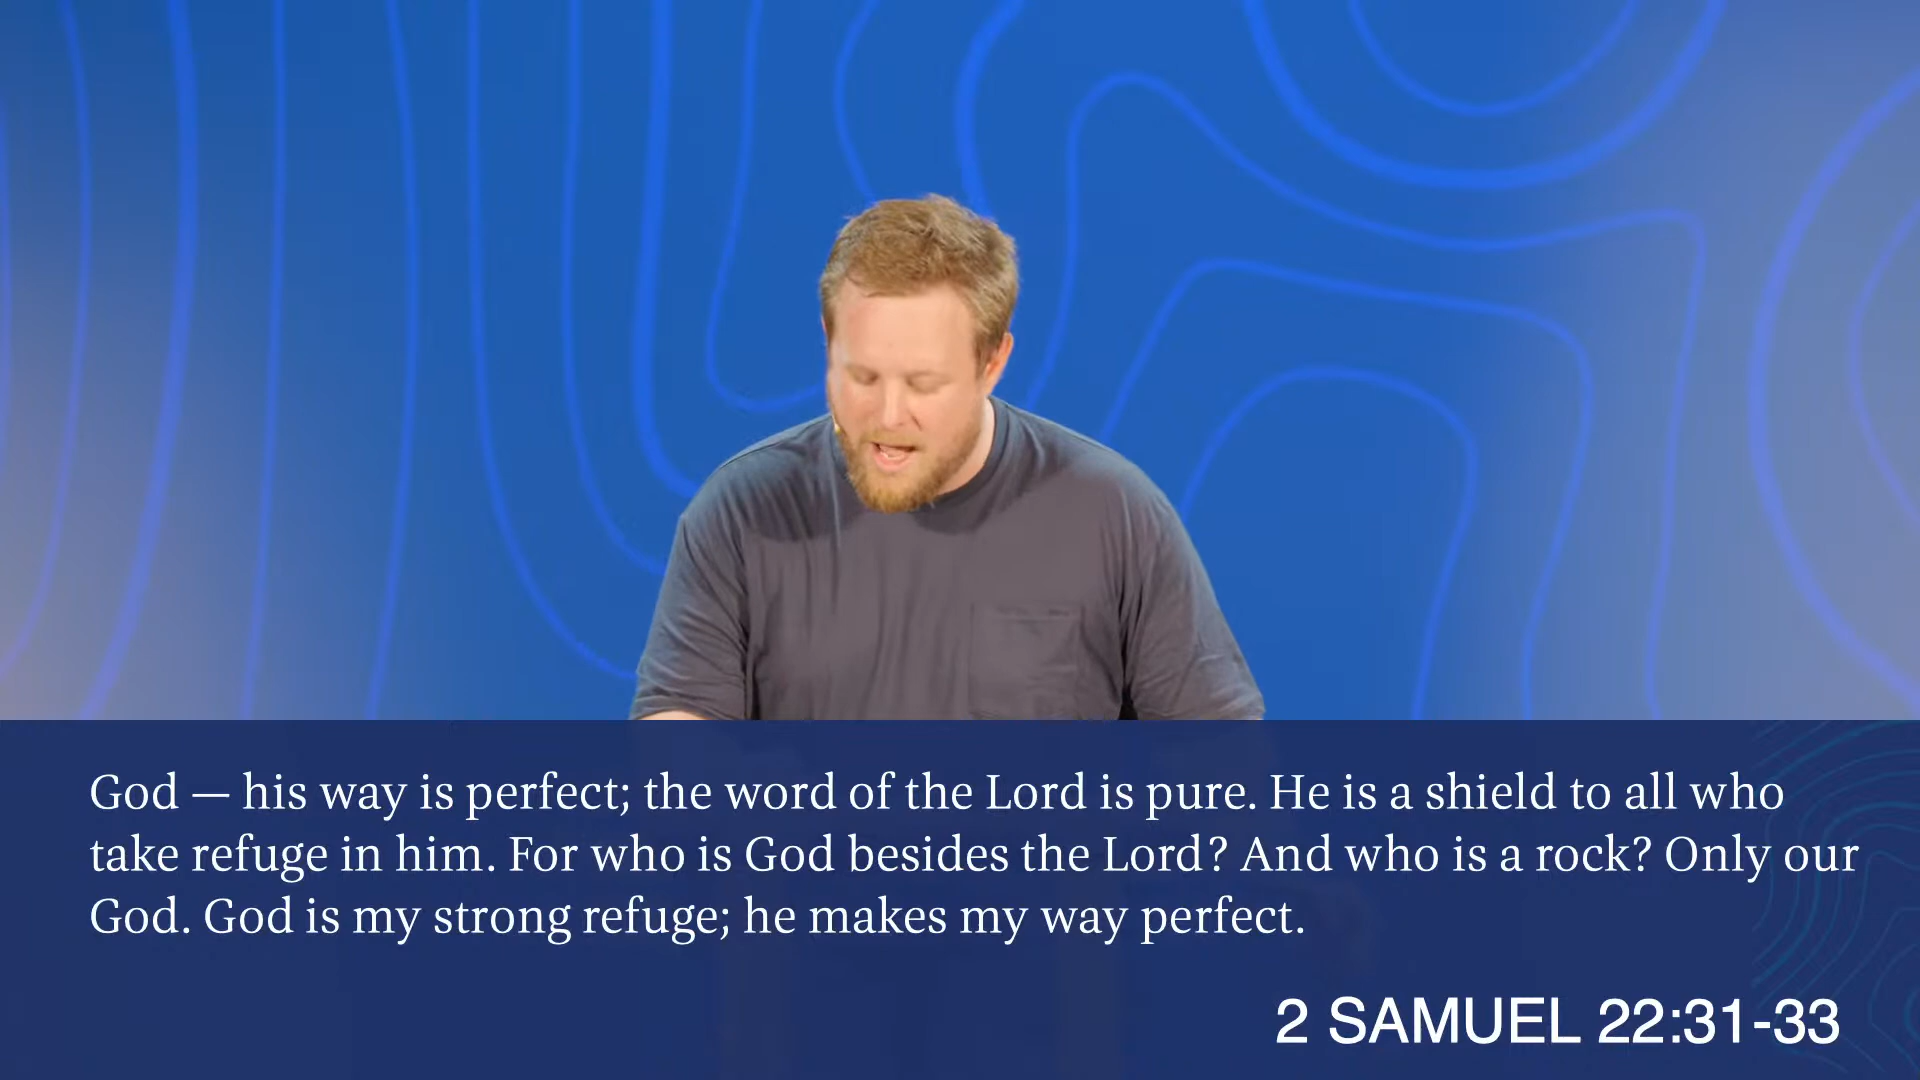 God — his way is perfect; the word of the Lord is pure. He is a shield to all who
take refuge in him. For who is God besides the Lord? And who is a rock? Only our
God. God is my strong refuge; he makes my way perfect.
2 SAMUEL 22:31-33